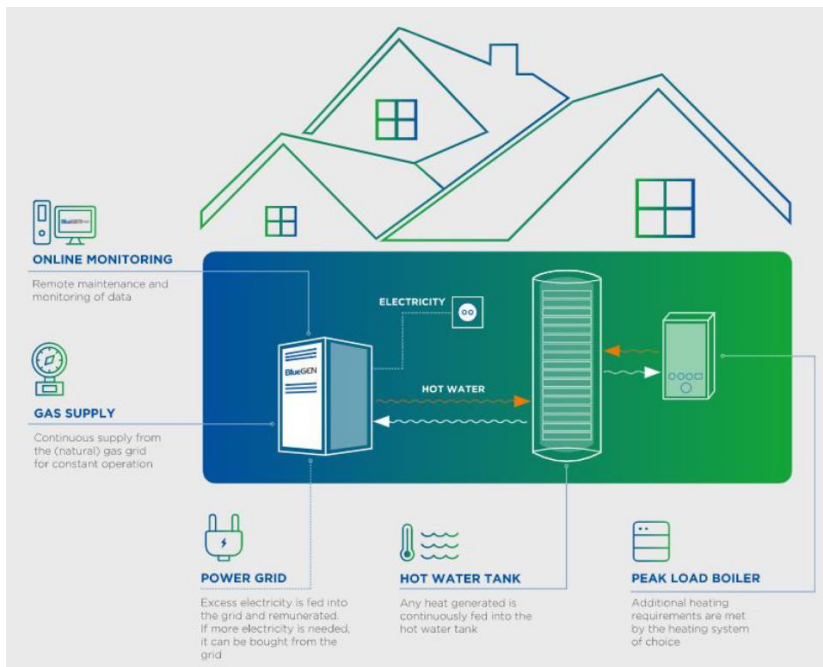 BlueGEN
ONLINE MONITORING
Remote maintenance and
monitoring of data
ELECTRICITY
BlueGEN
HOT WATER
GAS SUPPLY
Continuous supply from
the (natural) gas grid
for constant operation
POWER GRID
Excess electricity is fed into
the grid and remunerated.
If more electricity is needed,
it can be bought from the
grid
HOT WATER TANK
Any heat generated is
continuously fed into the
hot water tank
PEAK LOAD BOILER
Additional heating
requirements are met
by the heating system
of choice